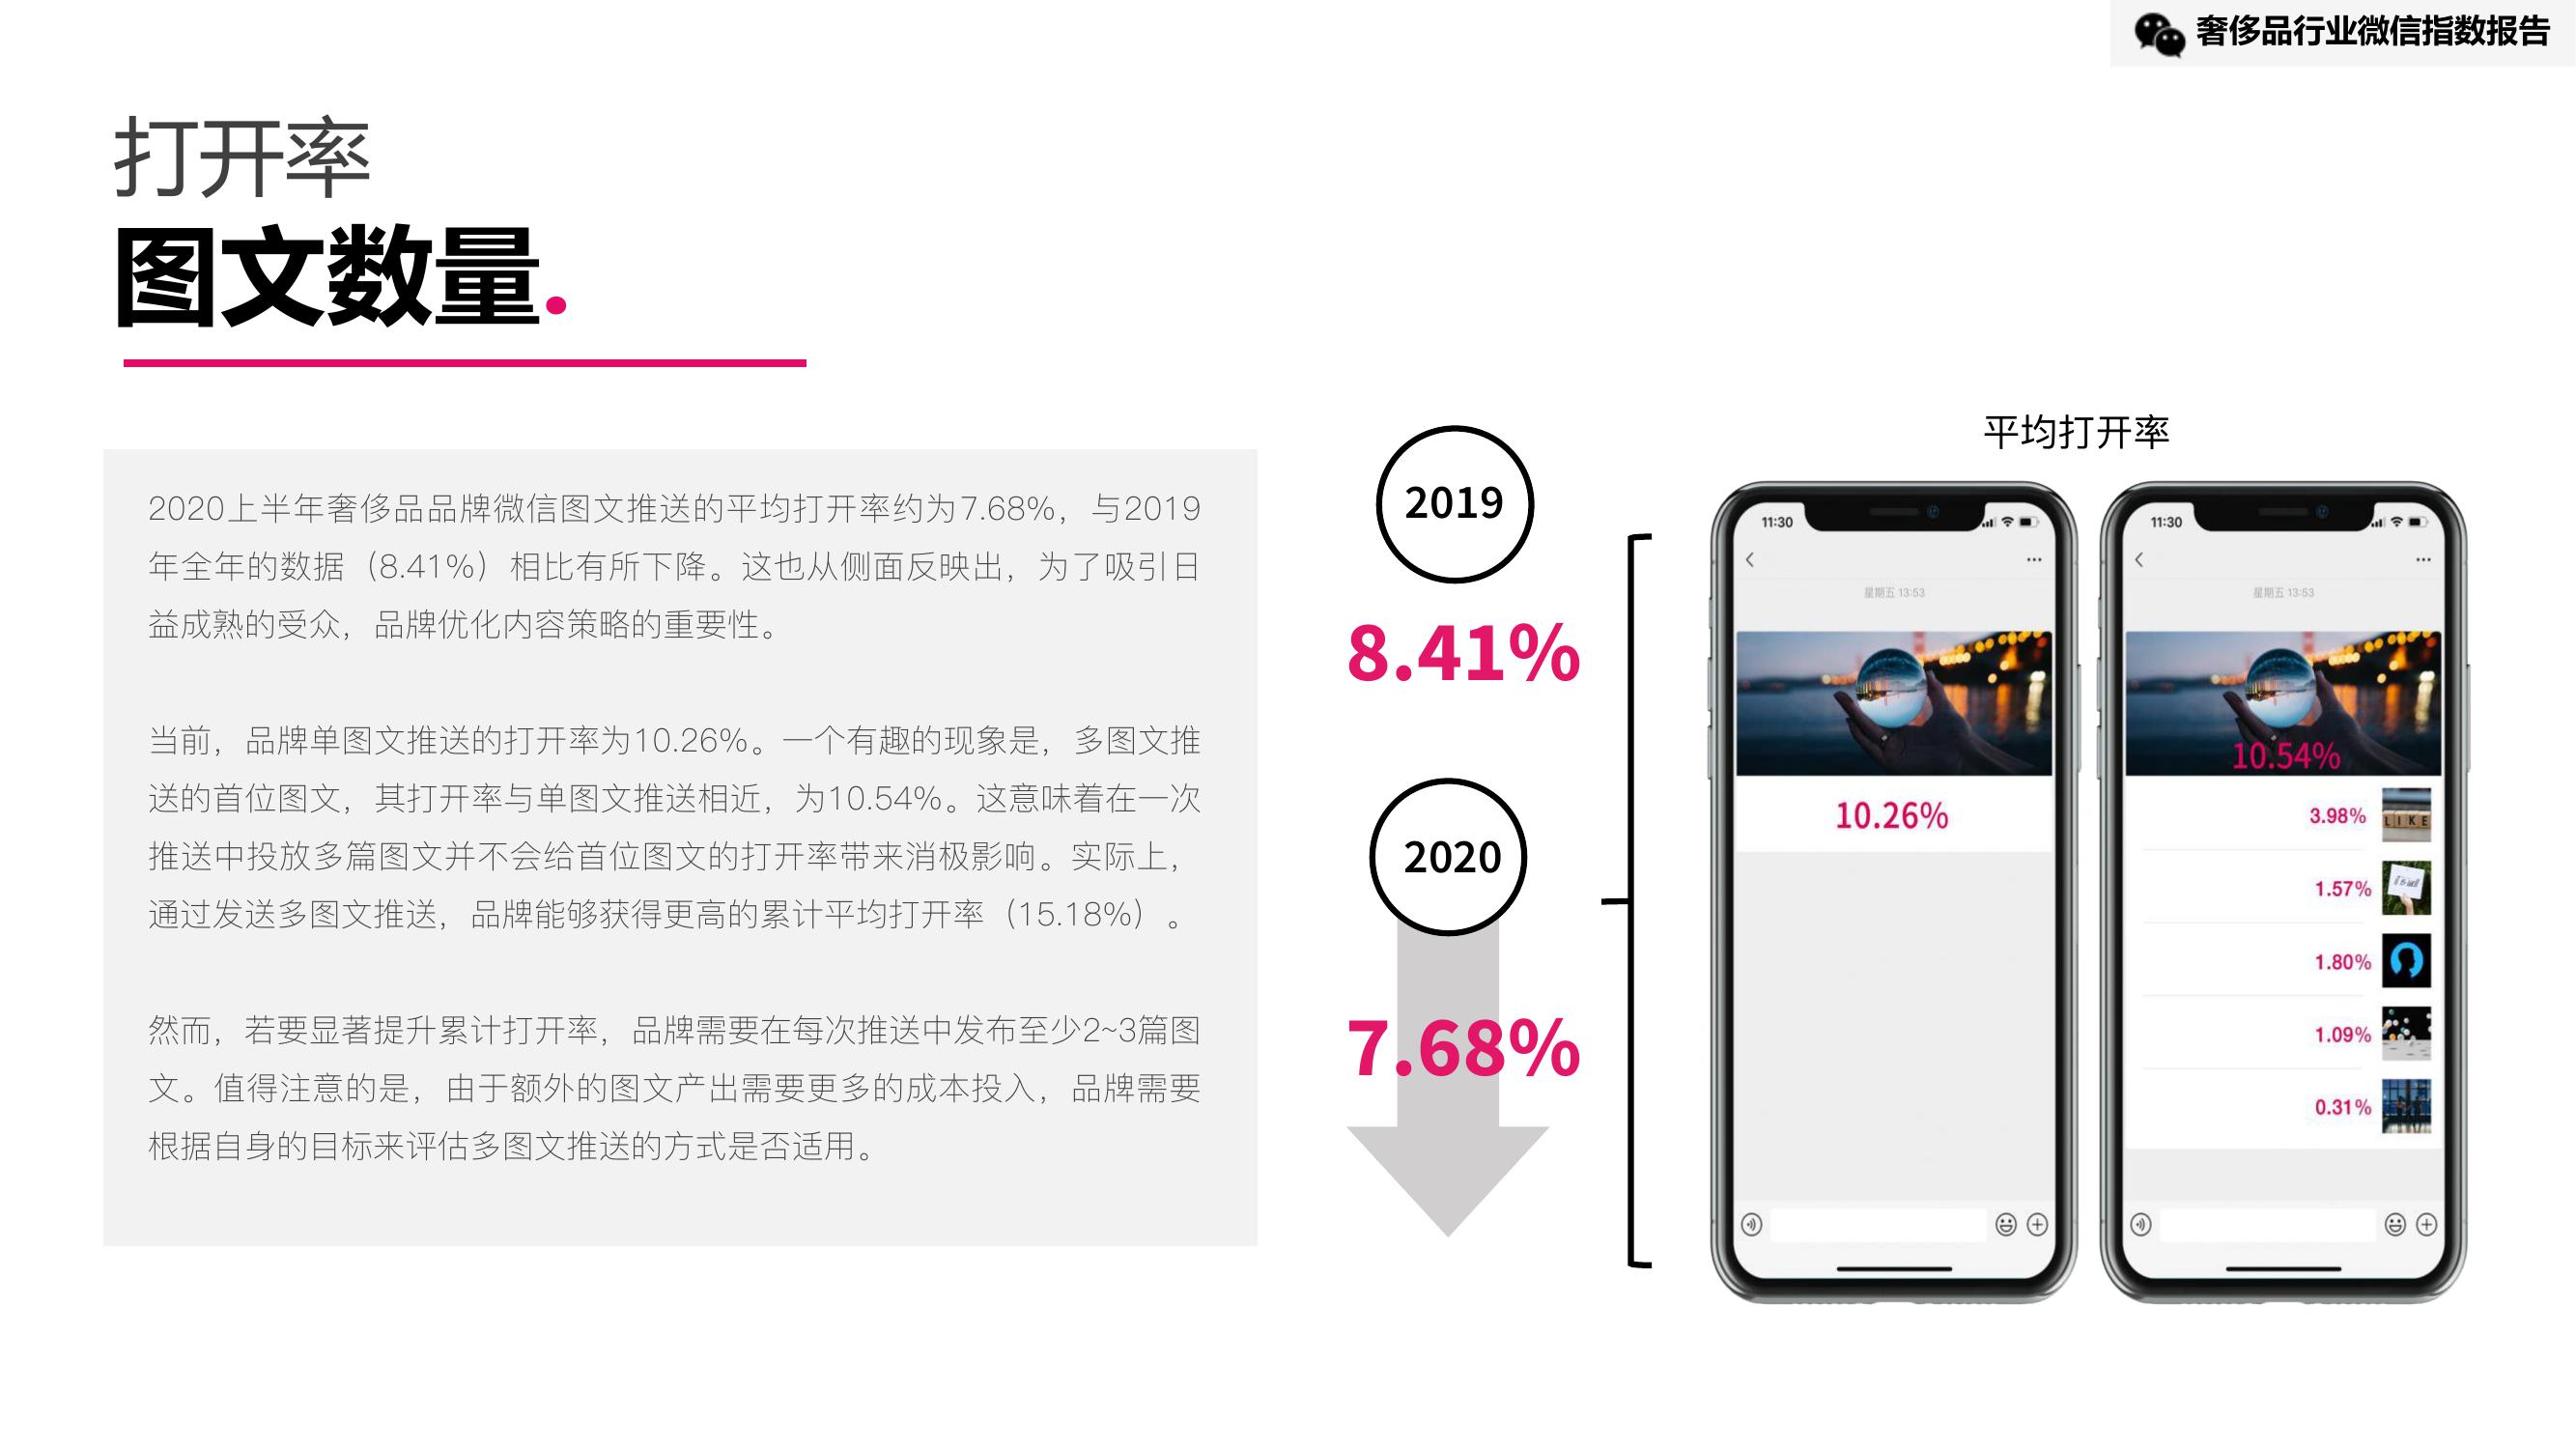 奢侈品行业微信指数报告
打开率
图文数量.
2020上半年奢侈品品牌微信图文推送的平均打开率约为7.68%，与2019
年全年的数据（8.41%）相比有所下降。这也从侧面反映出，为了吸引日
益成熟的受众，品牌优化内容策略的重要性。
当前，品牌单图文推送的打开率为10.26%。一个有趣的现象是，多图文推
送的首位图文，其打开率与单图文推送相近，为10.54%。这意味着在一次
推送中投放多篇图文并不会给首位图文的打开率带来消极影响。实际上，
通过发送多图文推送，品牌能够获得更高的累计平均打开率（15.18%）。
然而，若要显著提升累计打开率，品牌需要在每次推送中发布至少2~3篇图
文。值得注意的是，由于额外的图文产出需要更多的成本投入，品牌需要
根据自身的目标来评估多图文推送的方式是否适用。
2019
8.41%
2020
7.68%
平均打开率
11:30
星期五 13:53
10.26%
11:30
星期五 13:53
10.54%
3.98%
LIKE
1.57%
1.80%
1.09%
0.31%